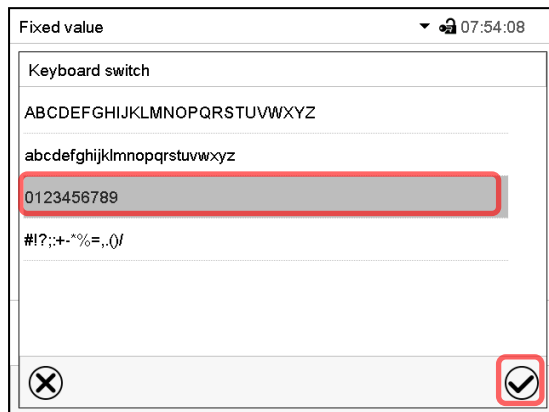 Fixed value 07:54:08
Keyboard switch
ABCDEFGHIJKLMNOPQRSTUVWXYZ
abcdefghijklmnopqrstuvwxyz
0123456789
#!?;:+-*%=,.()/